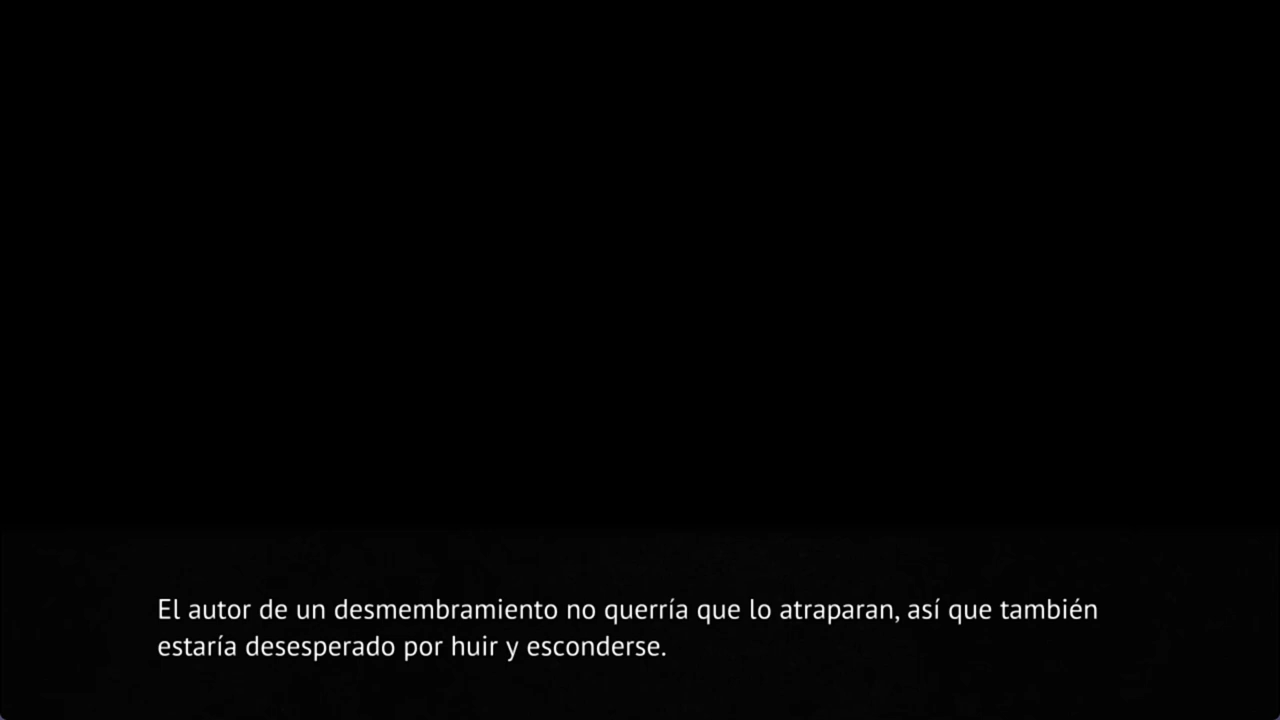 El autor de un desmembramiento no querría que lo atraparan, así que también
estaría desesperado por huir y esconderse.